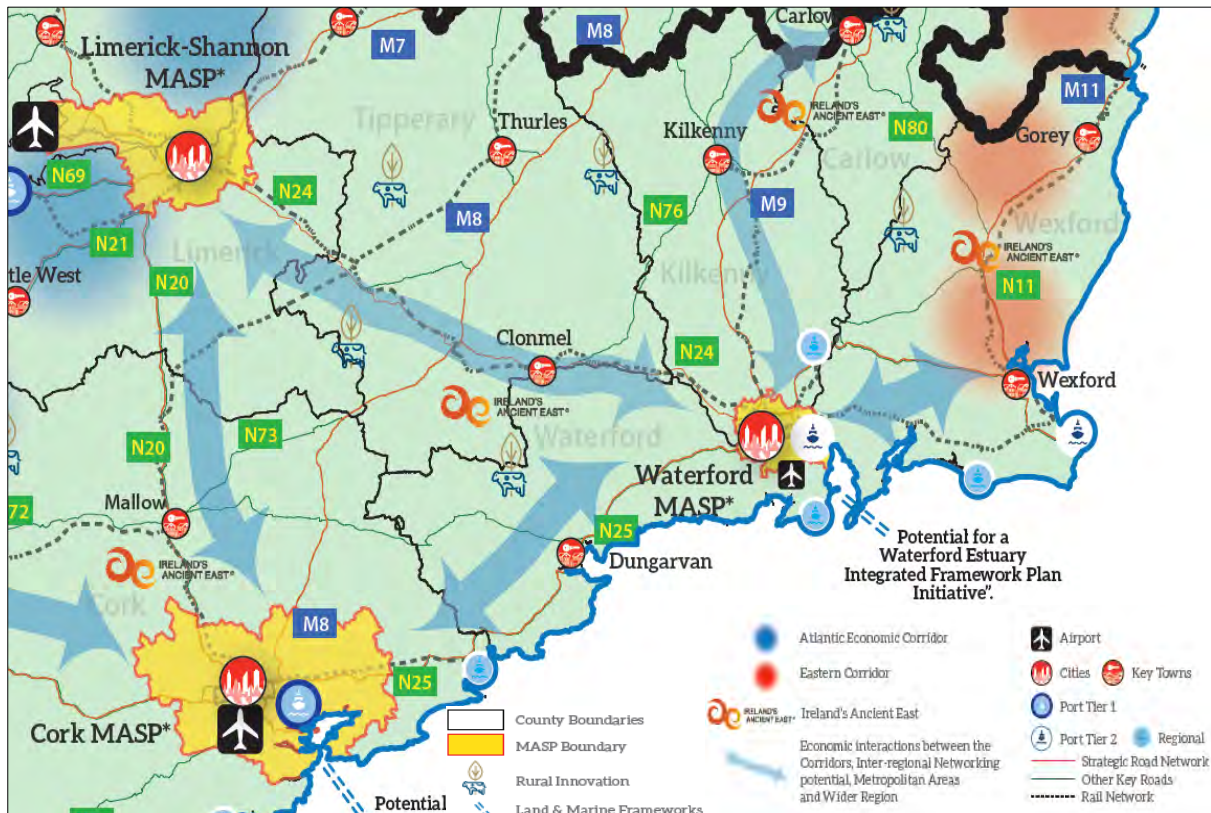 Carlow
Limerick-Shannon
MASP*
M7
M8
M11
Tipperary
Thurles
Kilkenny
IRELAND'S
ANCIENT EAST
N80
Gorey
Carlow
N69
N24
M8
N76
M9
Wexford
N21
Limerick
N20
Kilkenny
IRELAND'S
ANCIENT EAST
N11
tle West
Clonmel
N24
Wexford
IRELAND'S
ANCIENT EAST
N20
N73
Waterford
Waterford
MASP*
Mallow
72
N25
Dungarvan
Potential for a
Waterford Estuary
Integrated Framework Plan
Initiative".
IRELAND'S
ANCIENT EAST
Cork
M8
N25
Cork MASP*
Potential
County Boundaries
MASP Boundary
Rural Innovation
Land & Marine Frameworks
Atlantic Economic Corridor
Eastern Corridor
IRELAND'S
ANCIENT EAST
Ireland's Ancient East
Economic interactions between the
Corridors, Inter-regional Networking
potential, Metropolitan Areas
and Wider Region
Airport
Cities
Key Towns
Port Tier 1
Port Tier 2
Regional
Strategic Road Network
Other Key Roads
Rail Network